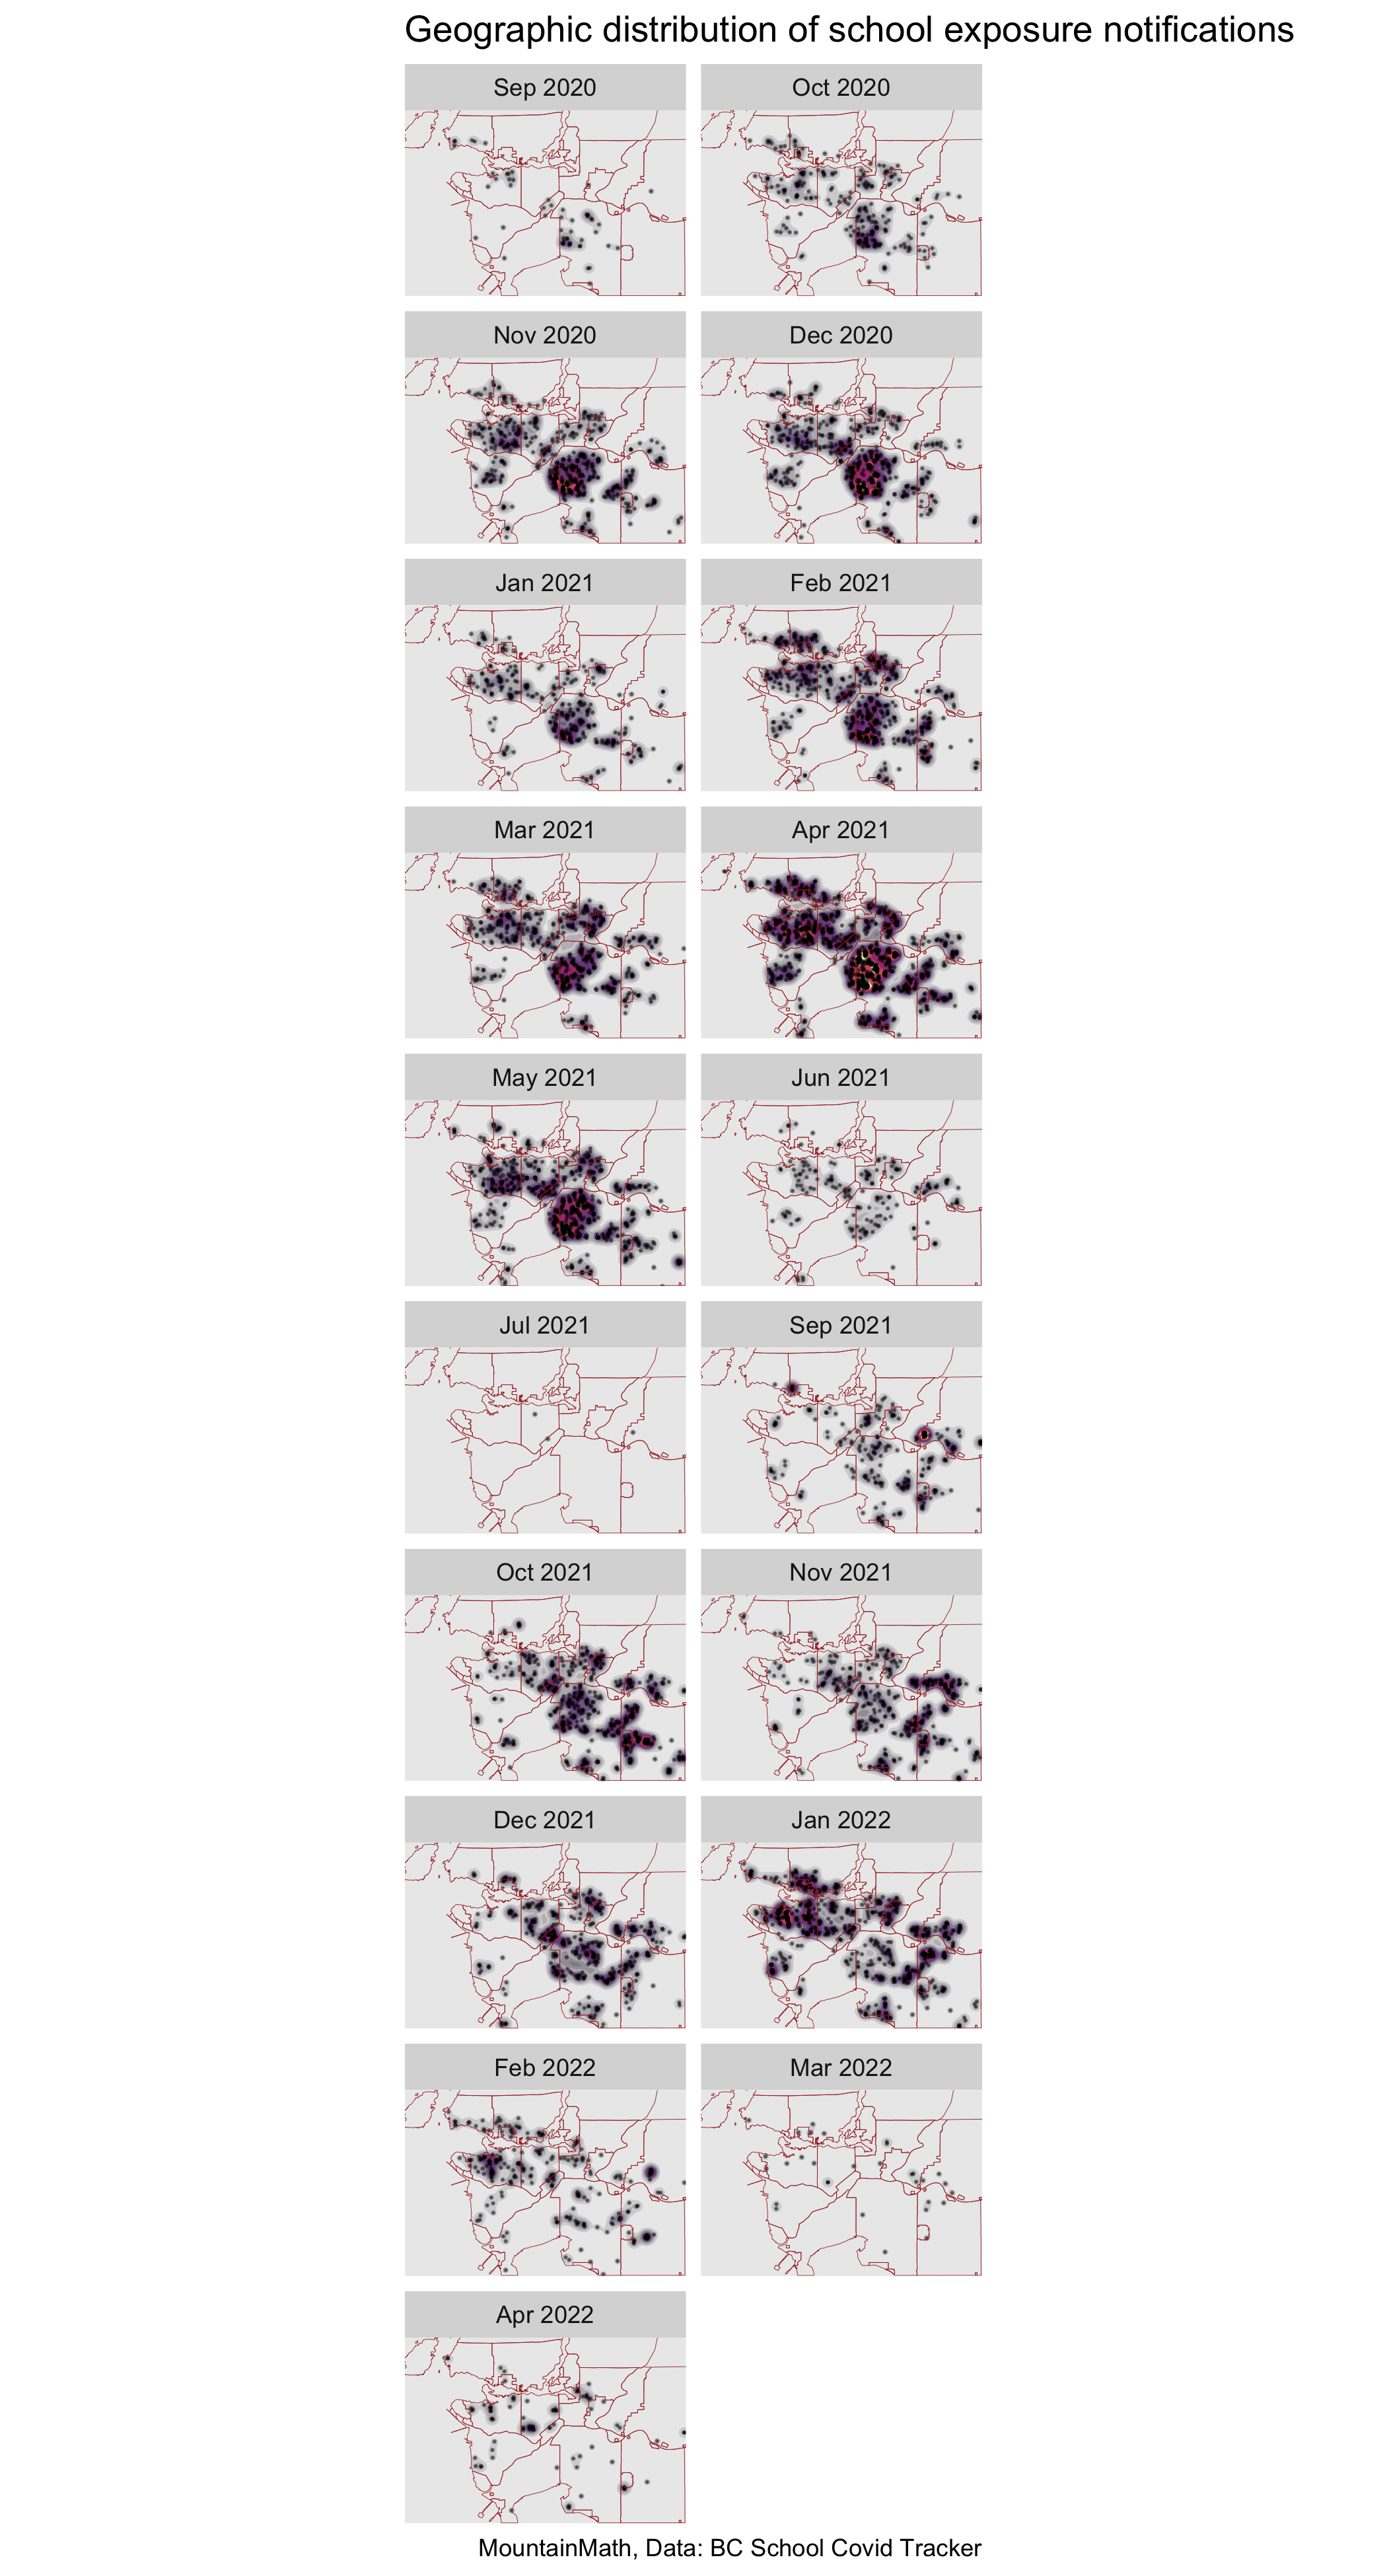 Geographic distribution of school exposure notifications
Sep 2020
Oct 2020
Nov 2020
Dec 2020
Jan 2021
Feb 2021
Mar 2021
Apr 2021
May 2021
Jun 2021
Jul 2021
Sep 2021
Oct 2021
Nov 2021
Dec 2021
Jan 2022
Feb 2022
Mar 2022
Apr 2022
MountainMath, Data: BC School Covid Tracker